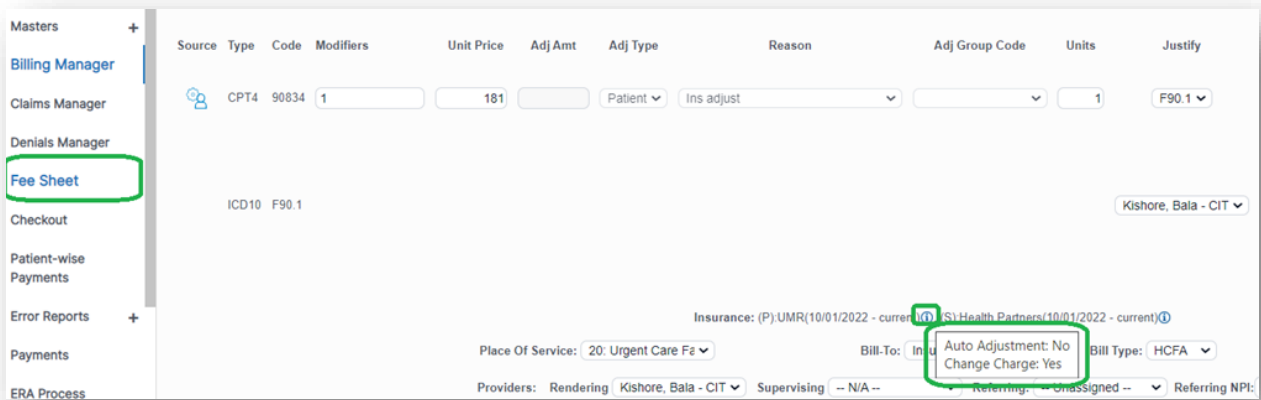 Masters +
Billing Manager
Claims Manager
Denials Manager
Fee Sheet
Checkout
Patient-wise
Payments
Error Reports +
Payments
ERA Process
Source Type Code Modifiers Unit Price Adj Amt Adj Type Reason Adj Group Code Units Justify
CPT4 90834 1 181 Patient Ins adjust 1 F90.1
ICD10 F90.1 Kishore, Bala - CIT
Insurance: (P):UMR(10/01/2022 - current) (S):Health Partners(10/01/2022 - current)
Place Of Service: 20: Urgent Care Fa Bill-To: Insu Bill Type: HCFA
Auto Adjustment: No
Change Charge: Yes
Providers: Rendering Kishore, Bala - CIT Supervising -- N/A -- Referring: -- Unassigned -- Referring NPI: